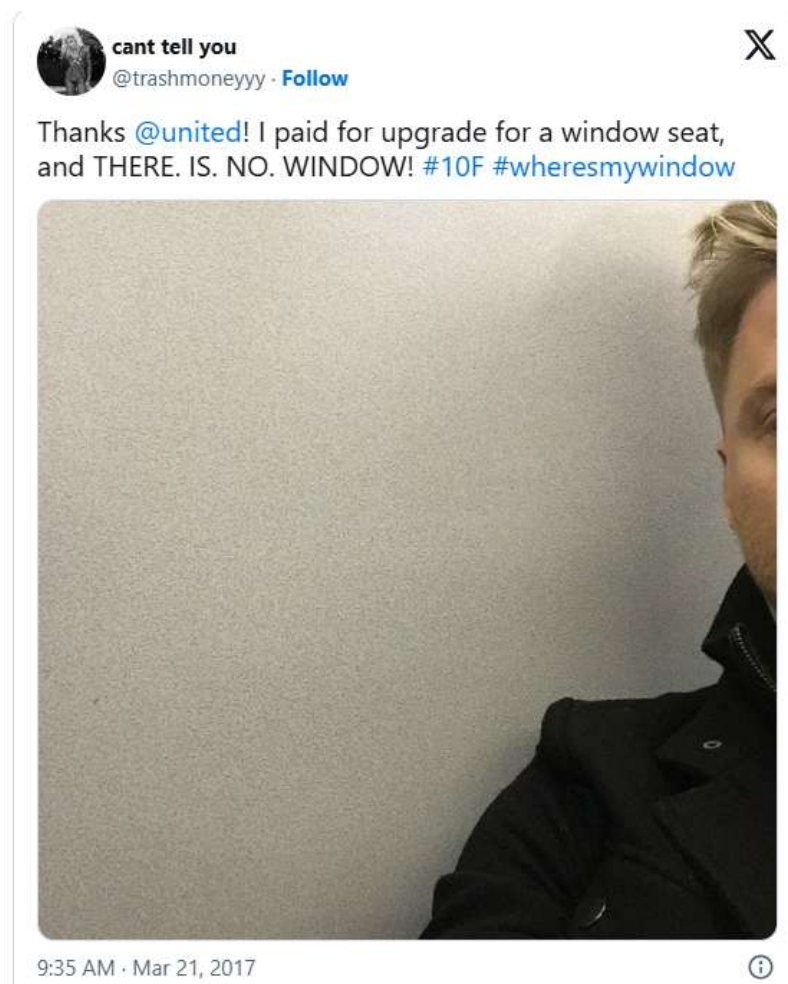 cant tell you
@trashmoneyyy · Follow
Thanks @united! I paid for upgrade for a window seat,
and THERE. IS. NO. WINDOW! #10F #wheresmywindow
9:35 AM · Mar 21, 2017